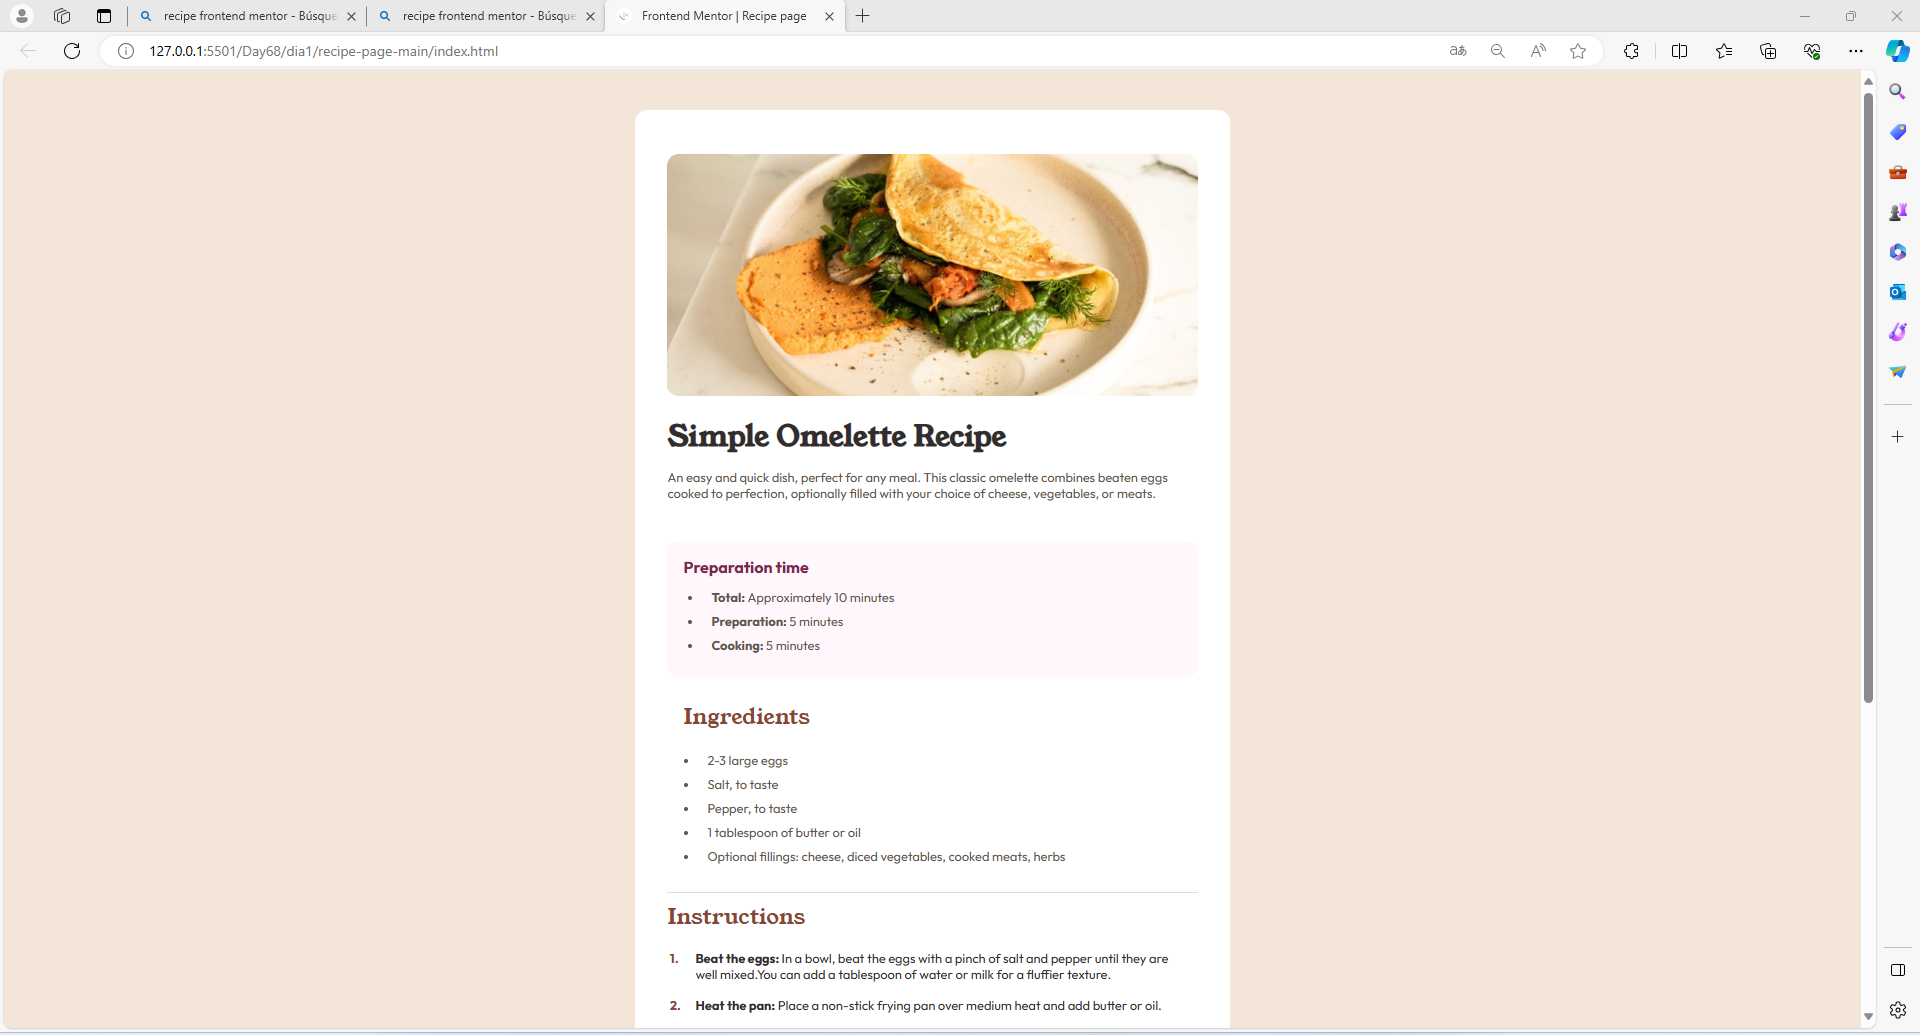 recipe frontend mentor - Búsque
recipe frontend mentor - Búsque
Frontend Mentor | Recipe page
127.0.0.1:5501/Day68/dia1/recipe-page-main/index.html
aあ
Simple Omelette Recipe
An easy and quick dish, perfect for any meal. This classic omelette combines beaten eggs
cooked to perfection, optionally filled with your choice of cheese, vegetables, or meats.
Preparation time
• Total: Approximately 10 minutes
• Preparation: 5 minutes
• Cooking: 5 minutes
Ingredients
• 2-3 large eggs
• Salt, to taste
• Pepper, to taste
• 1 tablespoon of butter or oil
• Optional fillings: cheese, diced vegetables, cooked meats, herbs
Instructions
1. Beat the eggs: In a bowl, beat the eggs with a pinch of salt and pepper until they are
well mixed.You can add a tablespoon of water or milk for a fluffier texture.
2. Heat the pan: Place a non-stick frying pan over medium heat and add butter or oil.